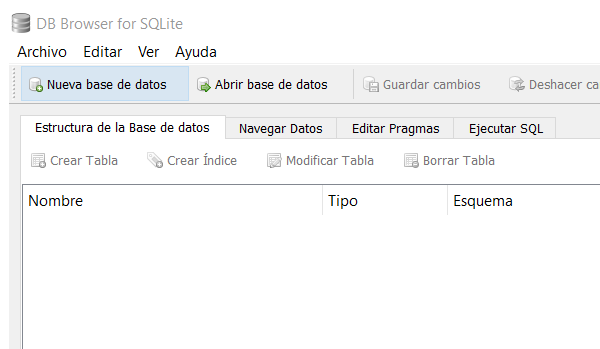 DB Browser for SQLite
Archivo Editar Ver Ayuda
Nueva base de datos Abrir base de datos Guardar cambios Deshacer ca
Estructura de la Base de datos Navegar Datos Editar Pragmas Ejecutar SQL
Crear Tabla Crear Índice Modificar Tabla Borrar Tabla
Nombre Tipo Esquema